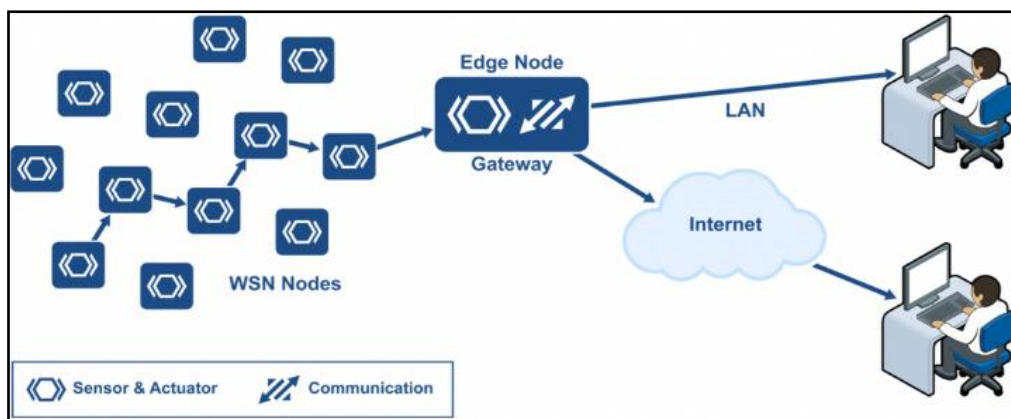 Edge Node
Gateway
LAN
Internet
WSN Nodes
Sensor & Actuator
Communication